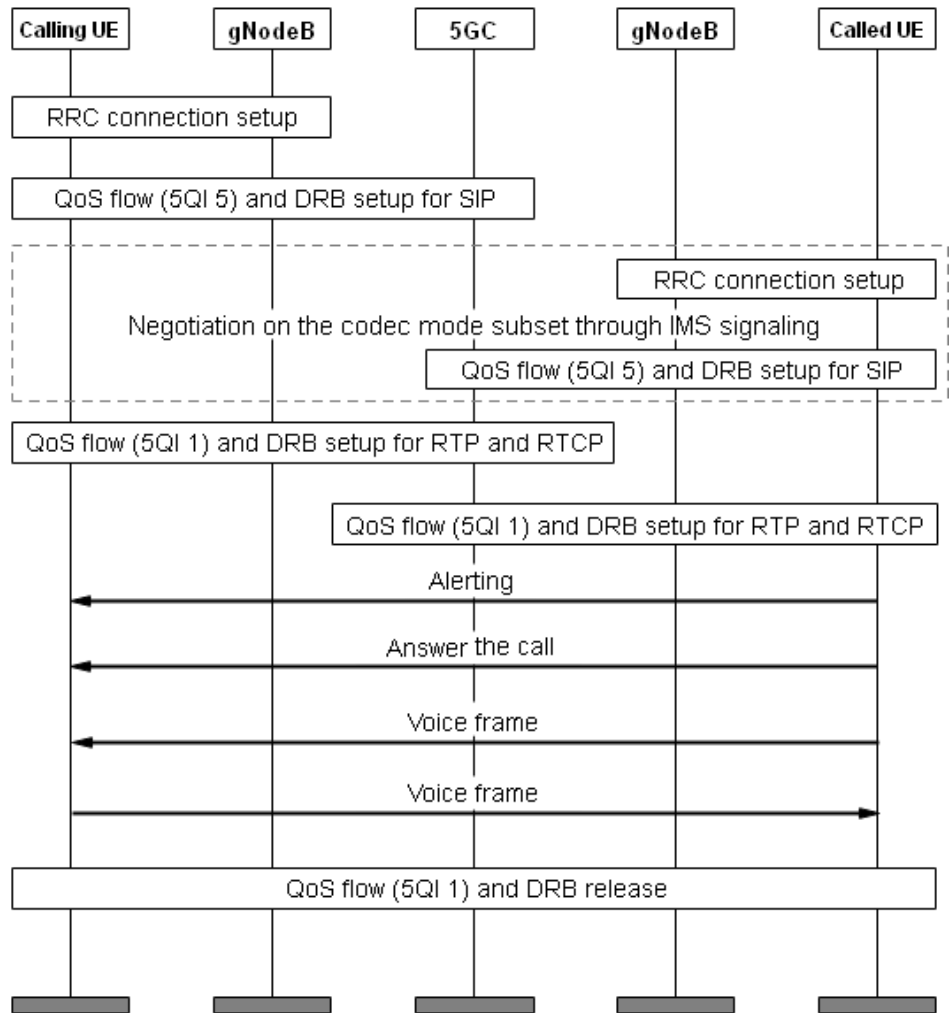 Calling UE
gNodeB
5GC
gNodeB
Called UE
RRC connection setup
QoS flow (5QI 5) and DRB setup for SIP
RRC connection setup
Negotiation on the codec mode subset through IMS signaling
QoS flow (5QI 5) and DRB setup for SIP
QoS flow (5QI 1) and DRB setup for RTP and RTCP
QoS flow (5QI 1) and DRB setup for RTP and RTCP
Alerting
Answer the call
Voice frame
Voice frame
QoS flow (5QI 1) and DRB release